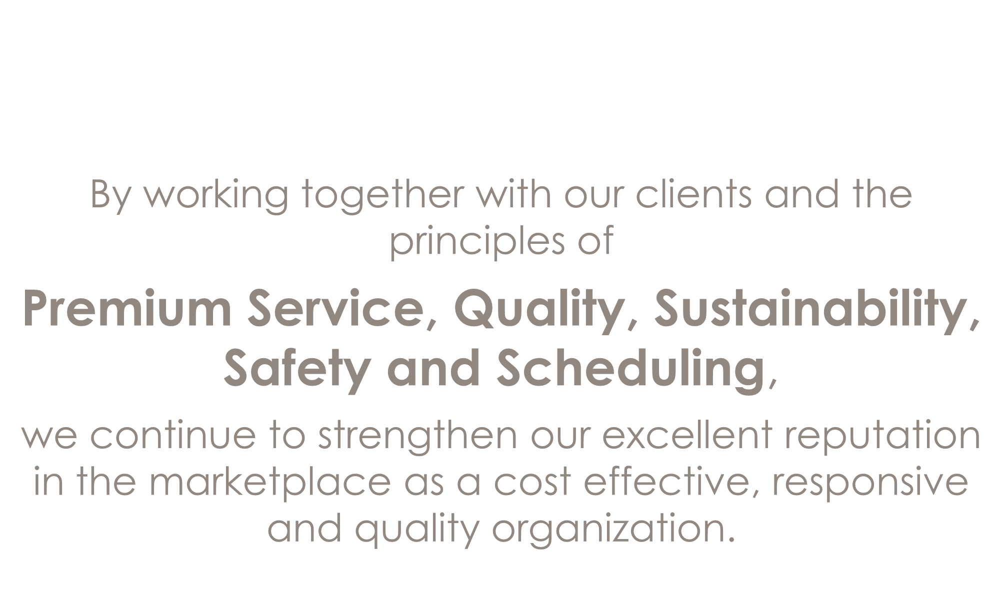 By working together with our clients and the
principles of
Premium Service, Quality, Sustainability,
Safety and Scheduling,
we continue to strengthen our excellent reputation
in the marketplace as a cost effective, responsive
and quality organization.